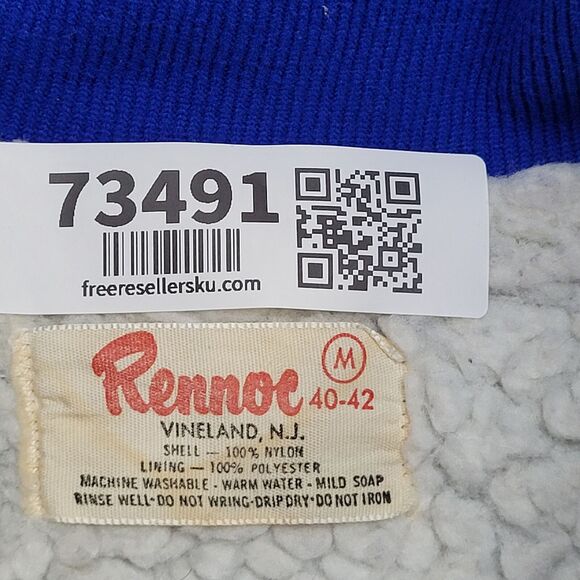 73491
freeresellersku.com
Rennoc M
40-42
VINELAND, N.J.
SHELL — 100% NYLON
LINING — 100% POLYESTER
MACHINE WASHABLE - WARM WATER - MILD SOAP
RINSE WELL · DO NOT WRING · DRIP DRY · DO NOT IRON